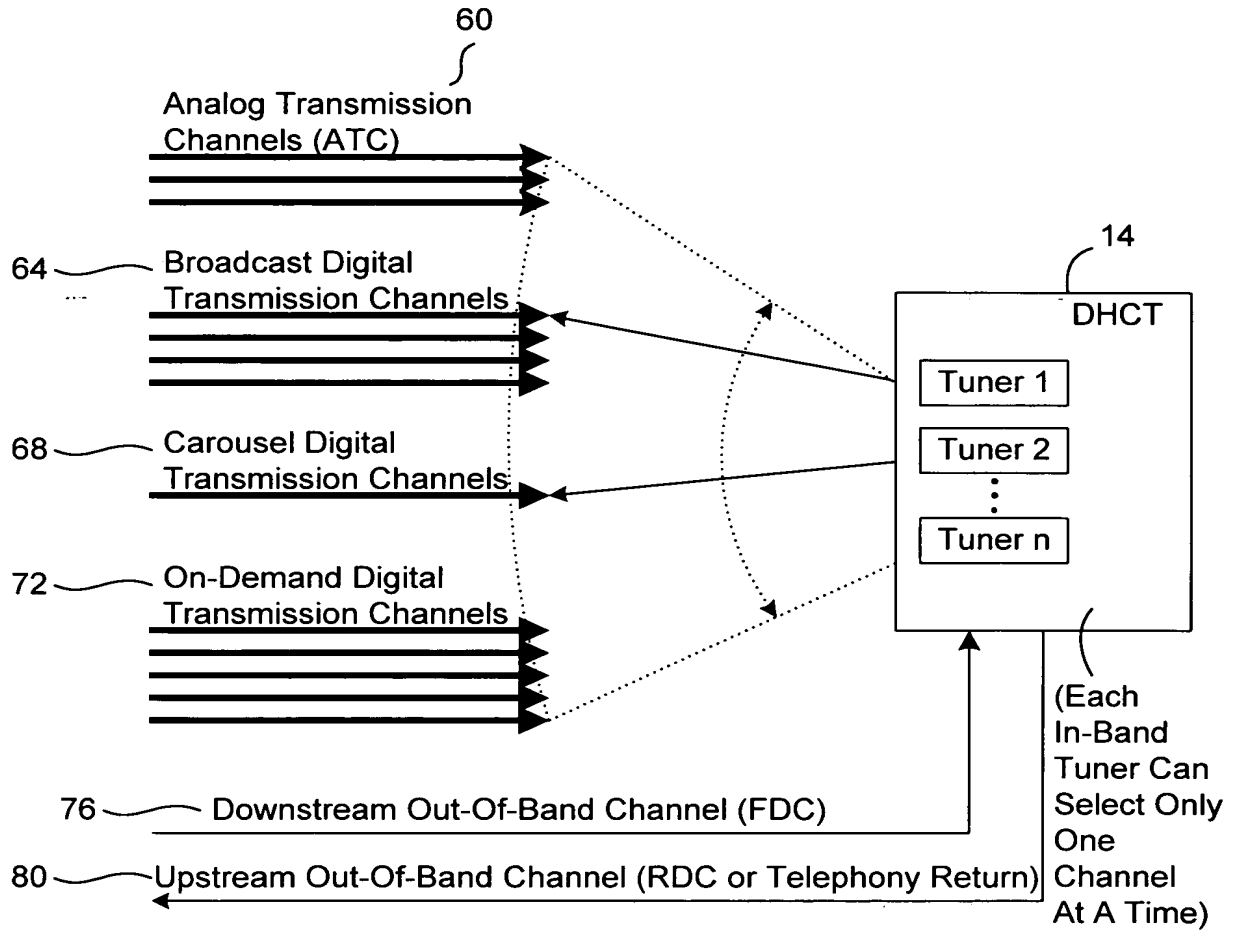 60
Analog Transmission
Channels (ATC)
64
Broadcast Digital
Transmission Channels
14
DHCT
Tuner 1
68
Carousel Digital
Transmission Channels
Tuner 2
Tuner n
72
On-Demand Digital
Transmission Channels
(Each
In-Band
Tuner Can
Select Only
One
Channel
At A Time)
76
Downstream Out-Of-Band Channel (FDC)
80
Upstream Out-Of-Band Channel (RDC or Telephony Return)